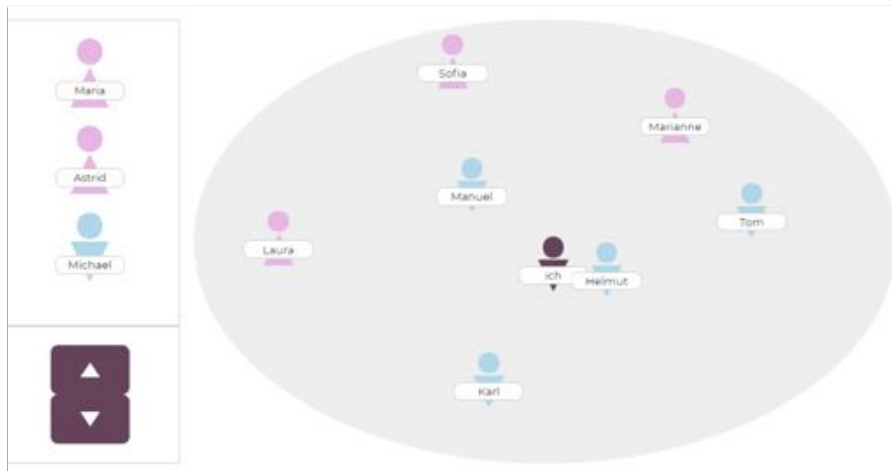 Maria
Astrid
Michael
Sofia
Marianne
Manuel
Tom
Laura
ich
Helmut
Karl